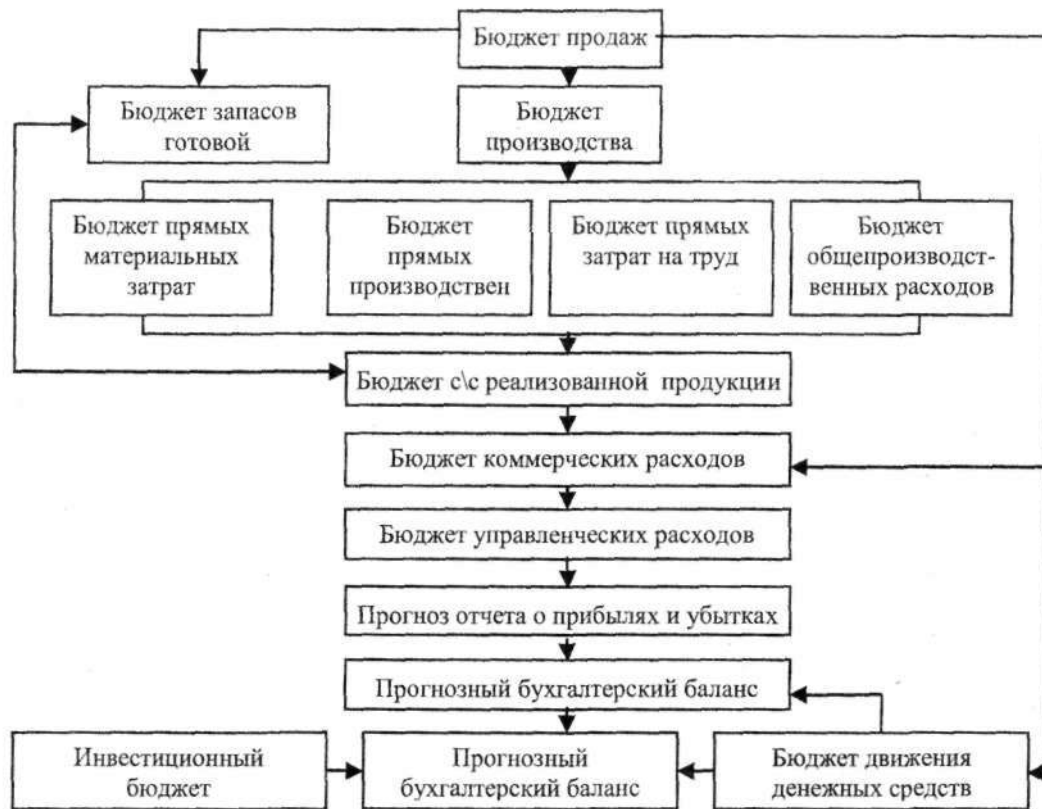 Бюджет продаж
Бюджет запасов
готовой
Бюджет
производства
Бюджет прямых
материальных
затрат
Бюджет
прямых
производствен
Бюджет прямых
затрат на труд
Бюджет
общепроизводст-
венных расходов
Бюджет с\с реализованной продукции
Бюджет коммерческих расходов
Бюджет управленческих расходов
Прогноз отчета о прибылях и убытках
Прогнозный бухгалтерский баланс
Инвестиционный
бюджет
Прогнозный
бухгалтерский баланс
Бюджет движения
денежных средств